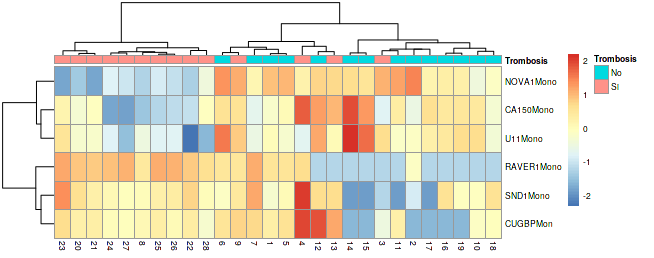 Trombosis
NOVA1Mono
CA150Mono
U11Mono
RAVER1Mono
SND1Mono
CUGBPMon
23 20 21 24 27 8 25 26 22 28 6 9 7 1 5 4 12 13 14 15 3 11 2 17 16 19 10 18
2
1
0
-1
-2
Trombosis
No
SI